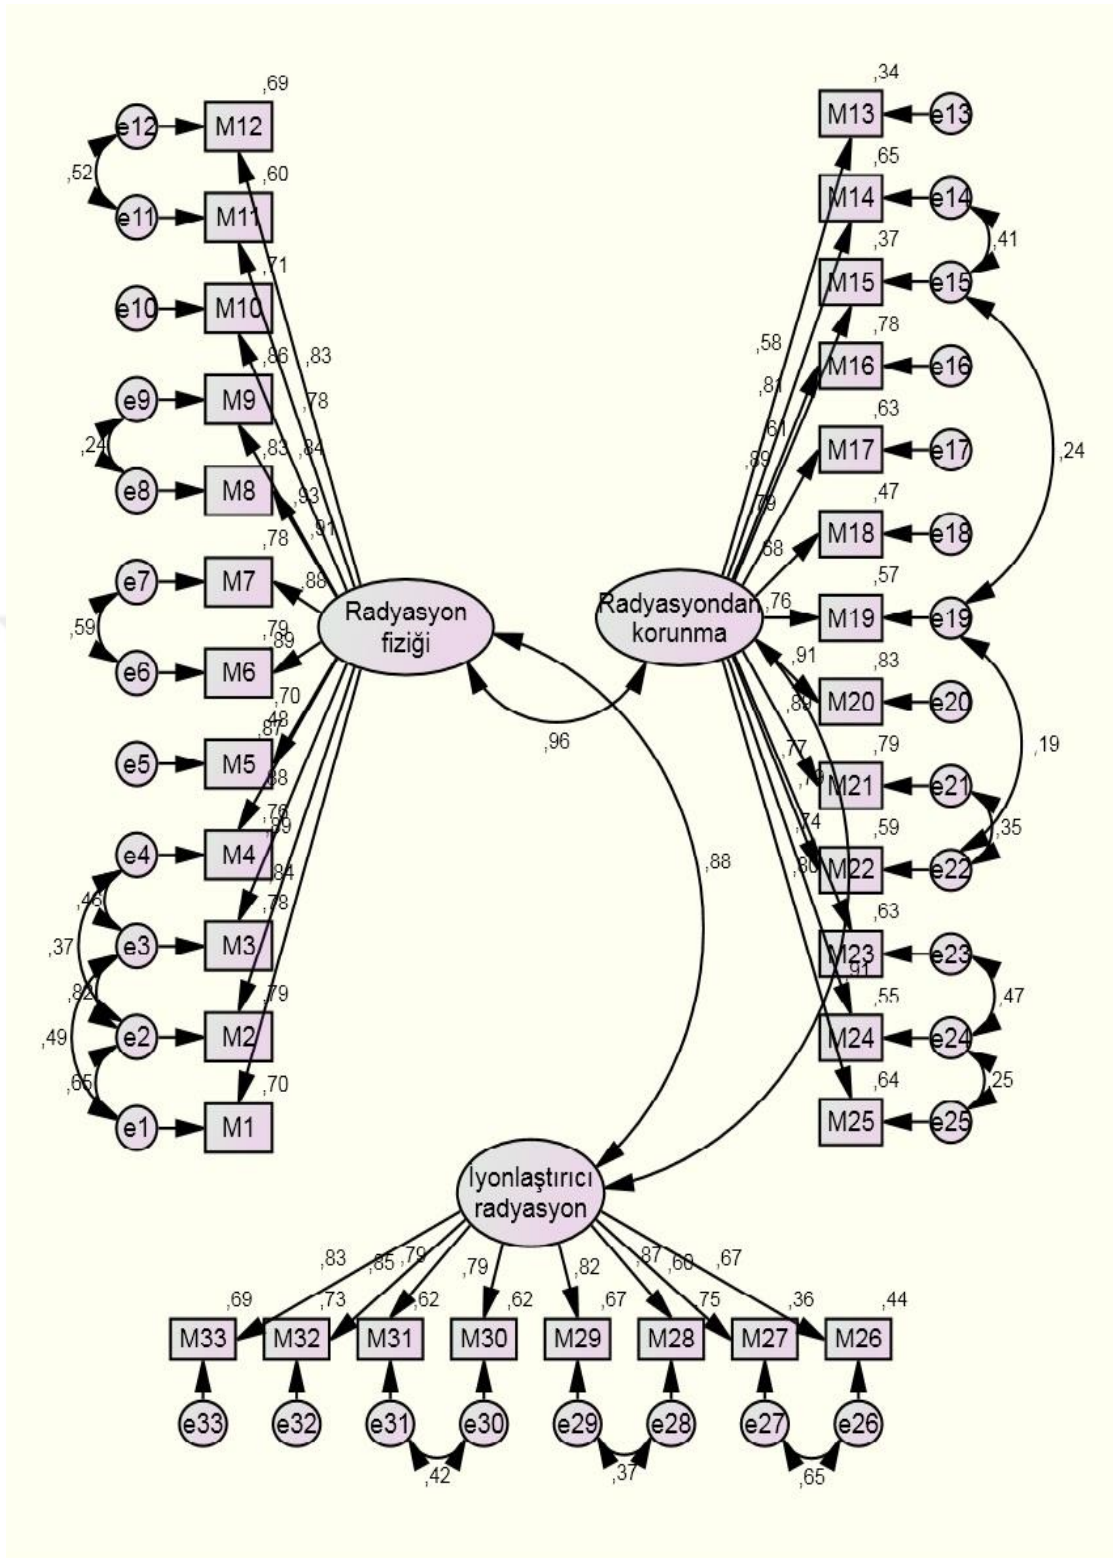 ,69
e12
M12
,52
,60
e11
M11
,71
e10
M10
,86
,83
e9
M9
,78
,24
,83
,84
e8
M8
,93
,91
,78
e7
M7
,88
,59
,79
,89
e6
M6
,70
,48
,87
e5
M5
,88
,76
,89
e4
M4
,46
,84
,78
,37
e3
M3
,82
,79
e2
M2
,49
,65
,70
e1
M1
Radyasyon
fiziği
,96
,88
,34
M13
e13
,65
M14
e14
,37
,41
M15
e15
,78
,58
M16
e16
,81
,61
,63
M17
e17
,24
,89
,79
,47
M18
e18
,68
,57
Radyasyondan
korunma
,76
M19
e19
,91
,83
,89
M20
e20
,77
,79
,19
,79
M21
e21
,74
,59
,35
,80
M22
e22
,63
M23
e23
,91
,55
,47
M24
e24
,64
,25
M25
e25
İyonlaştırıcı
radyasyon
,83
,85
,79
,79
,82
,87
,60
,67
,69
,73
,62
,62
,67
,75
,36
,44
M33
M32
M31
M30
M29
M28
M27
M26
e33
e32
e31
e30
e29
e28
e27
e26
,42
,37
,65